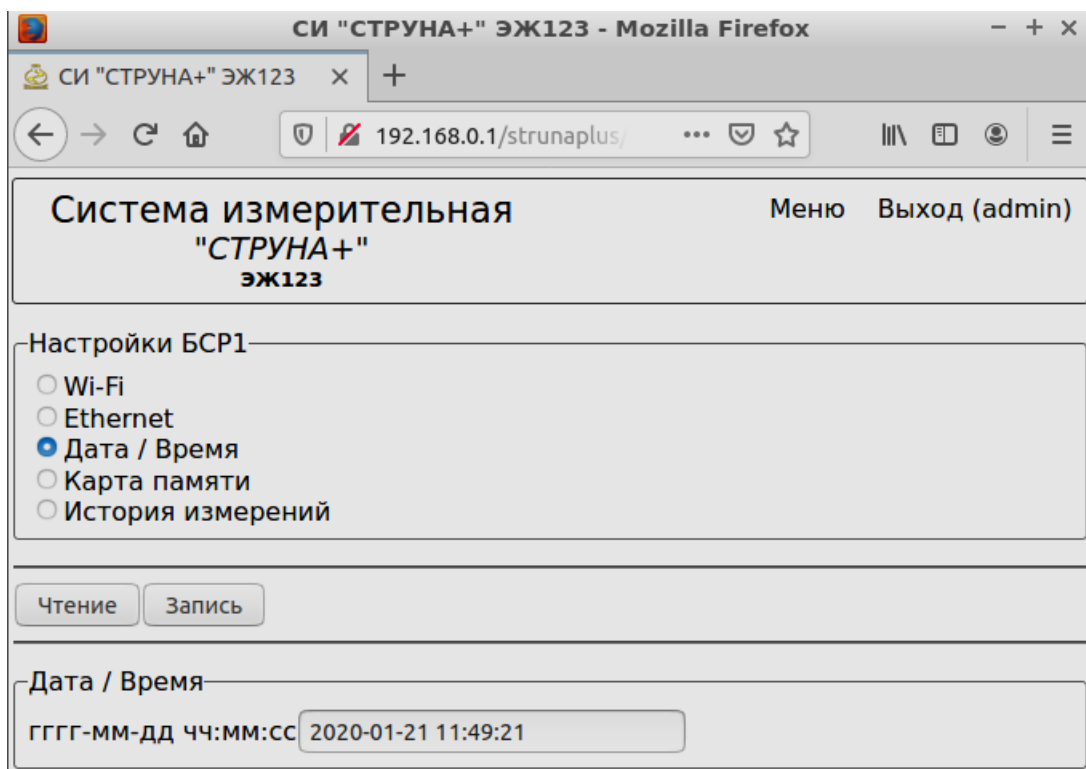 СИ "СТРУНА+" ЭЖ123 - Mozilla Firefox
СИ "СТРУНА+" ЭЖ123
192.168.0.1/strunaplus/
Система измерительная
Меню Выход (admin)
"СТРУНА+"
ЭЖ123
Настройки БСР1
Wi-Fi
Ethernet
Дата / Время
Карта памяти
История измерений
Чтение Запись
Дата / Время
гггг-мм-дд чч:мм:сс 2020-01-21 11:49:21